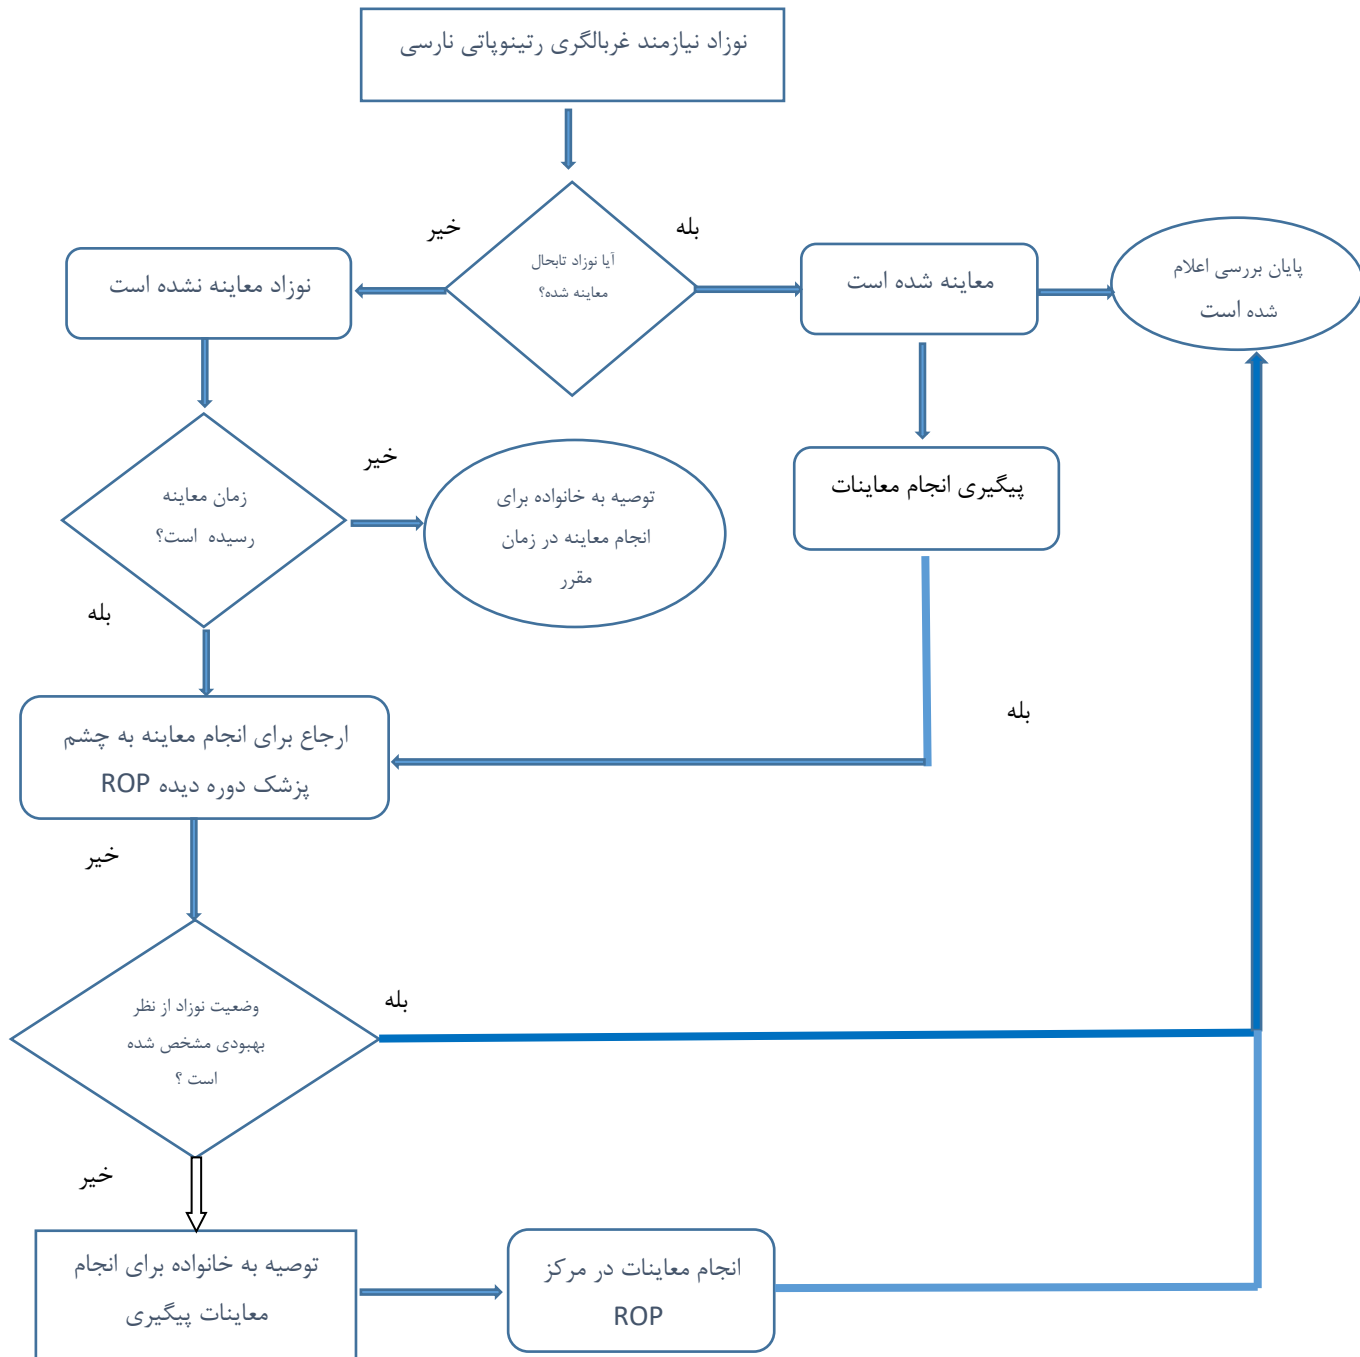 نوزاد نیازمند غربالگری رتینوپاتی نارسی
بله
خیر
آیا نوزاد تابحال
معاینه شده؟
پایان بررسی اعلام
شده است
معاینه شده است
نوزاد معاینه نشده است
خیر
پیگیری انجام معاینات
توصیه به خانواده برای
انجام معاینه در زمان
مقرر
زمان معاینه
رسیده است؟
بله
بله
ارجاع برای انجام معاینه به چشم
پزشک دوره دیده ROP
خیر
وضعیت نوزاد از نظر
بهبودی مشخص شده
است ؟
بله
خیر
توصیه به خانواده برای انجام
معاینات پیگیری
انجام معاینات در مرکز
ROP